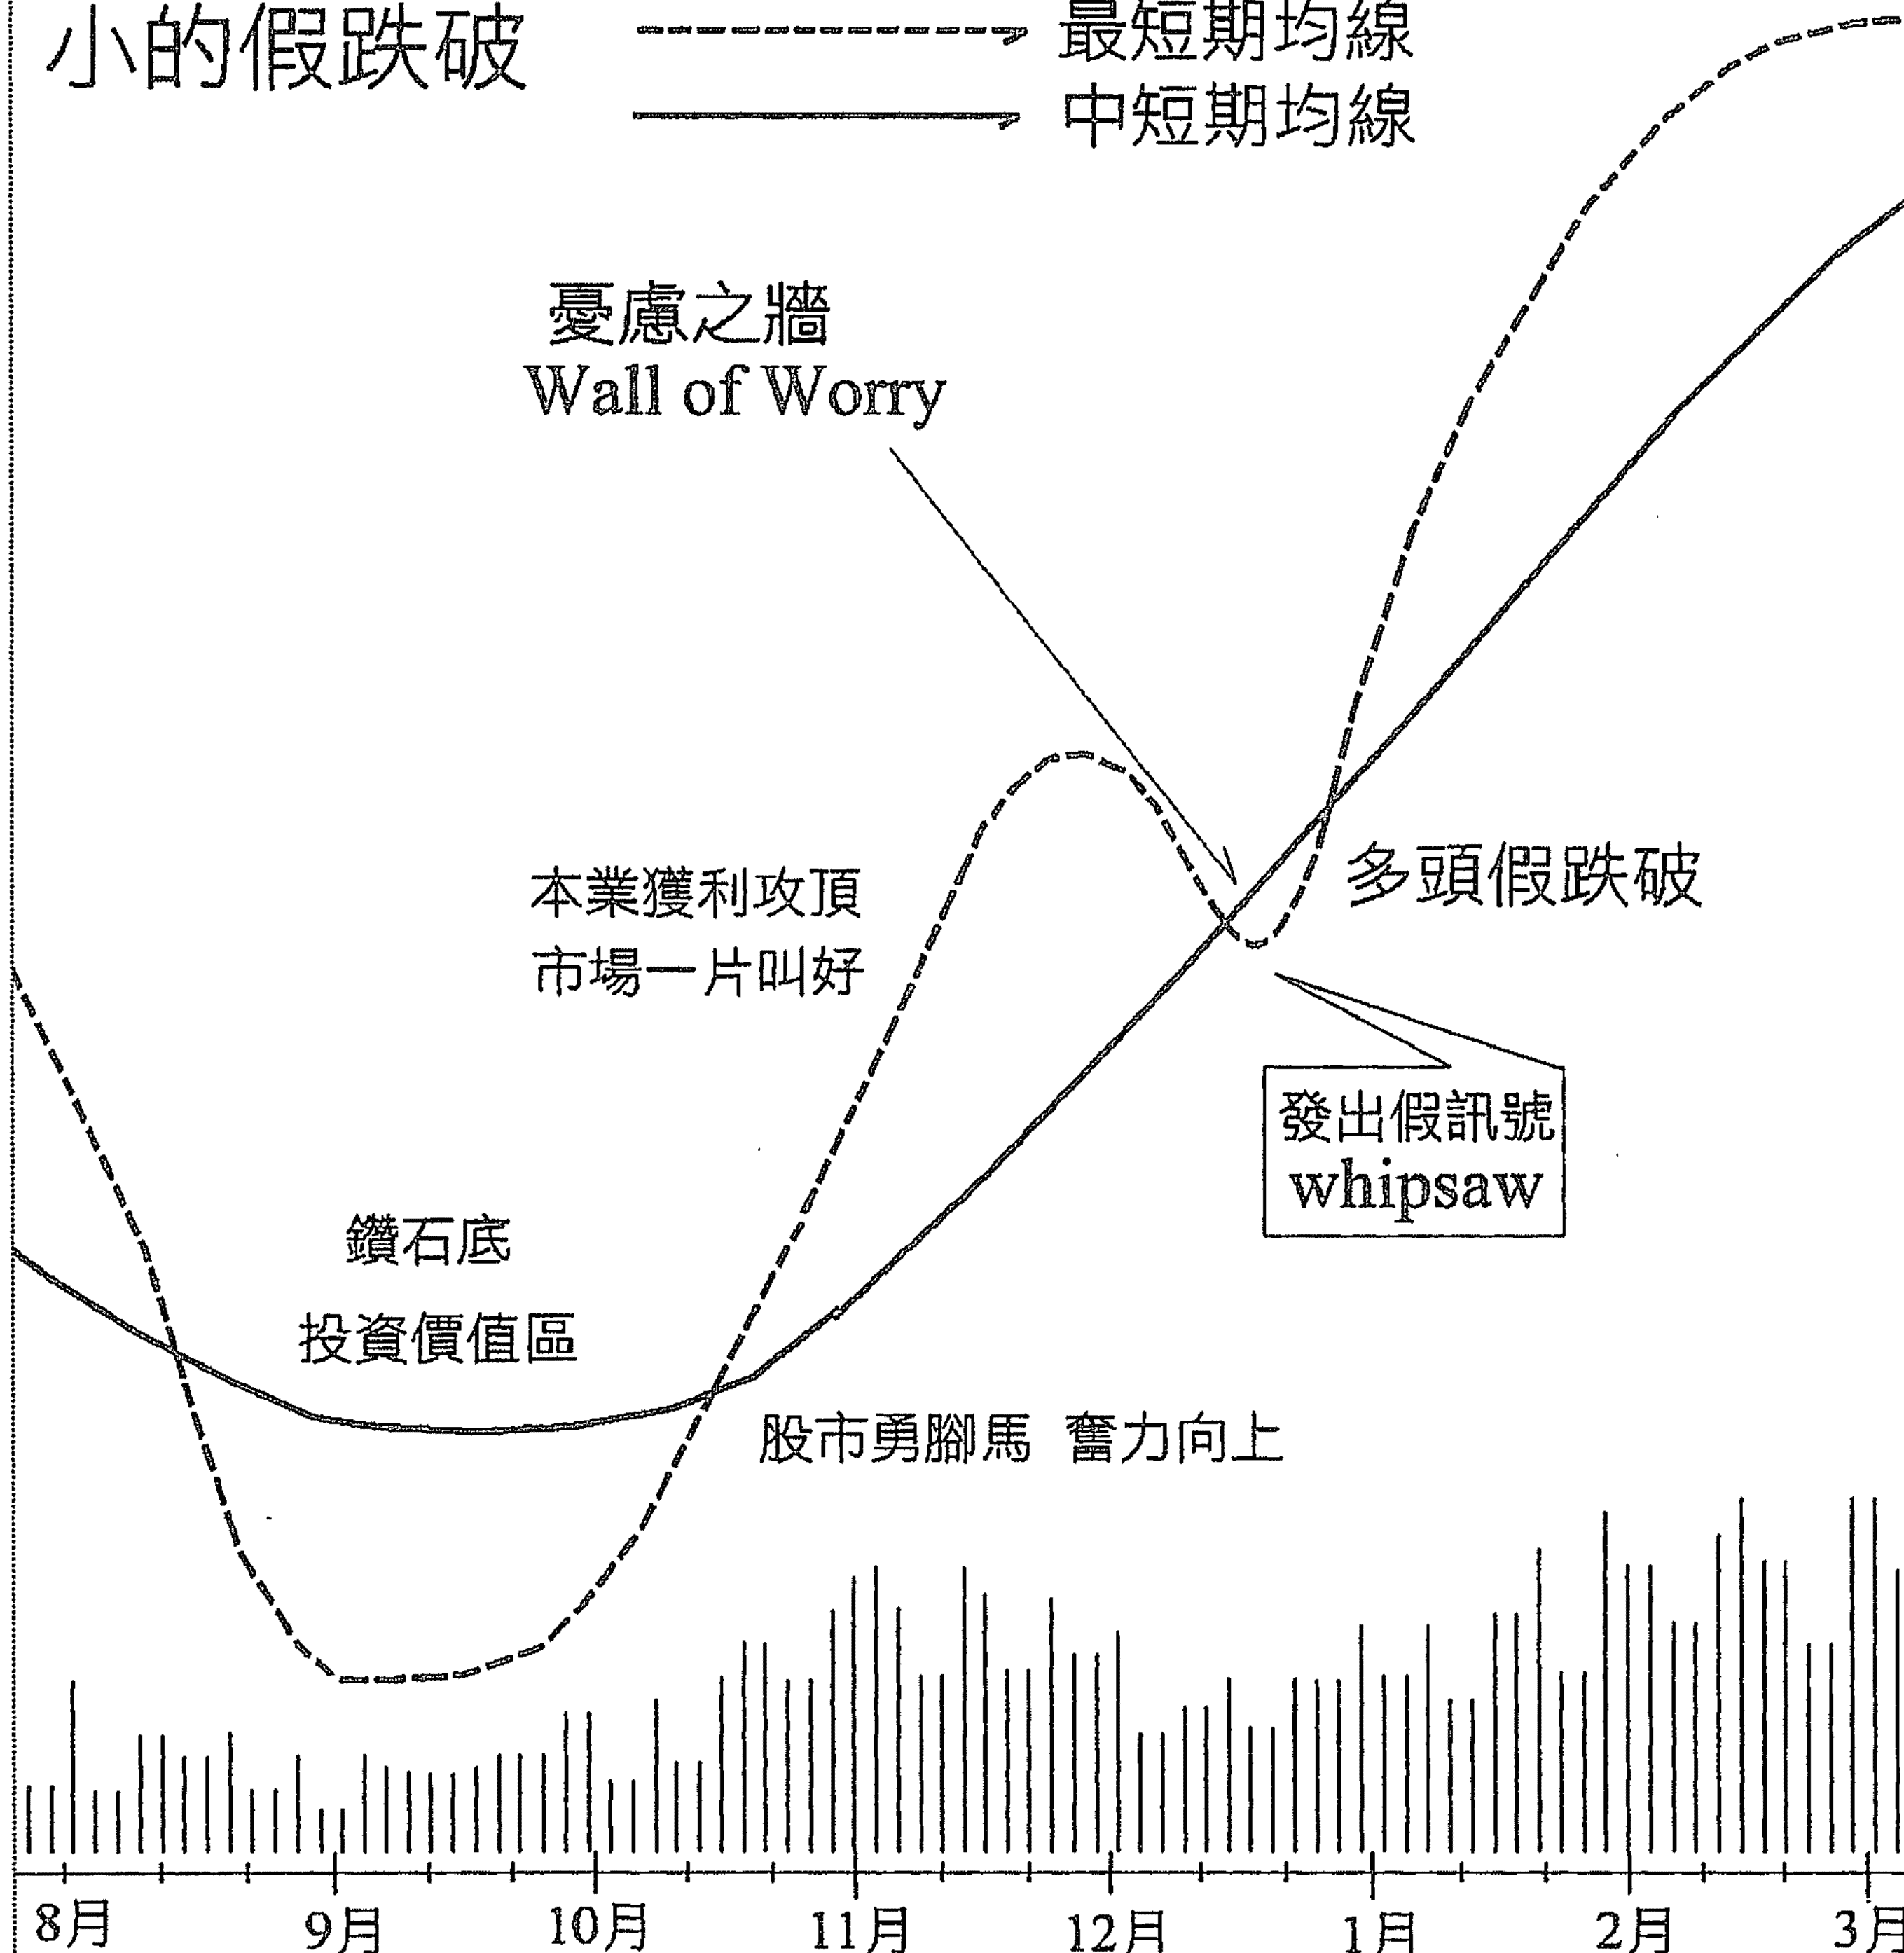 小的假跌破
最短期均線
中短期均線
憂慮之牆
Wall of Worry
本業獲利攻頂
市場一片叫好
多頭假跌破
發出假訊號
whipsaw
鑽石底
投資價值區
股市勇腳馬 奮力向上
8月 9月 10月 11月 12月 1月 2月 3月